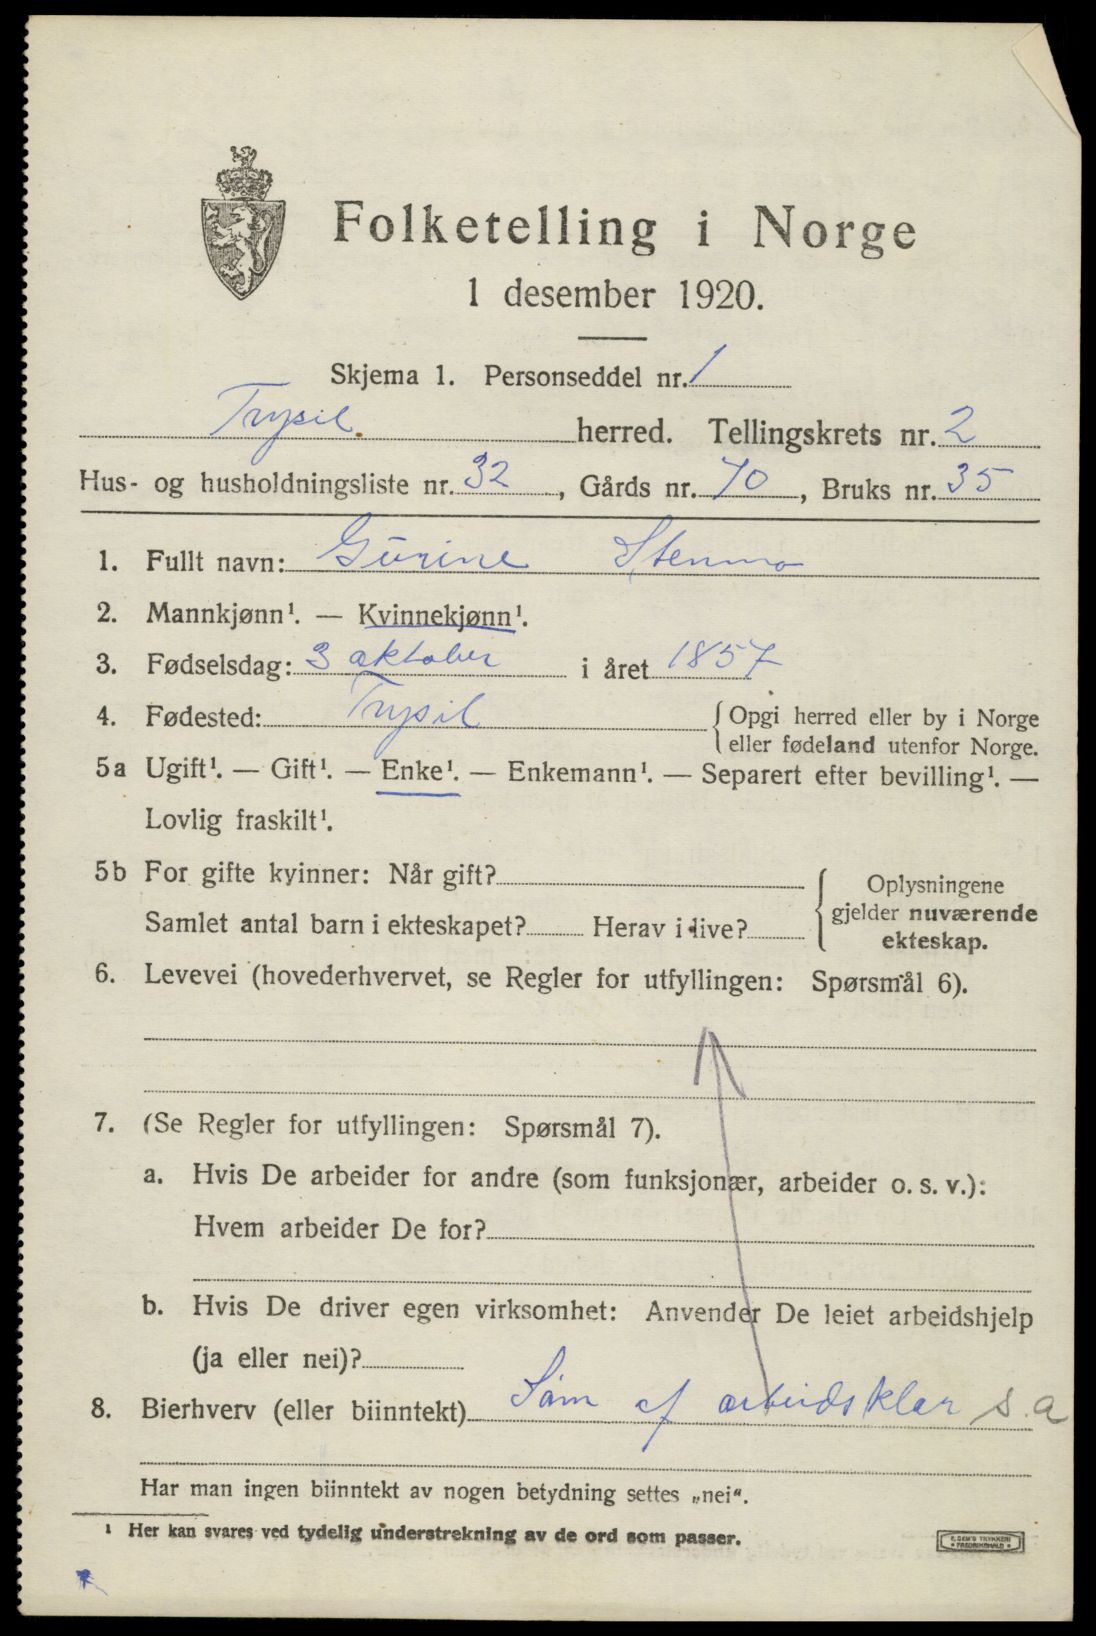 Folketelling i Norge
1 desember 1920.
Skjema 1. Personseddel nr. 1
Trysil herred. Tellingskrets nr. 2
Hus- og husholdningsliste nr. 32, Gårds nr. 70, Bruks nr. 35
1. Fullt navn: Gurine Stenmo
2. Mannkjønn¹. — Kvinnekjønn¹.
3. Fødselsdag: 3 oktober i året 1857
4. Fødested: Trysil { Opgi herred eller by i Norge
eller fødeland utenfor Norge.
5a Ugift¹. — Gift¹. — Enke¹. — Enkemann¹. — Separert efter bevilling¹. —
Lovlig fraskilt¹.
5b For gifte kvinner: Når gift? { Oplysningene
gjelder nuværende
Samlet antal barn i ekteskapet? Herav i live?
ekteskap.
6. Levevei (hovederhvervet, se Regler for utfyllingen: Spørsmål 6).
7. (Se Regler for utfyllingen: Spørsmål 7).
a. Hvis De arbeider for andre (som funksjonær, arbeider o. s. v.):
Hvem arbeider De for?
b. Hvis De driver egen virksomhet: Anvender De leiet arbeidshjelp
(ja eller nei)?
8. Bierhverv (eller biinntekt) Søm af arbeidsklær s.a
Har man ingen biinntekt av nogen betydning settes „nei“.
¹ Her kan svares ved tydelig understrekning av de ord som passer.
E. SEM'S TRYKKERI
FREDRIKSHALD